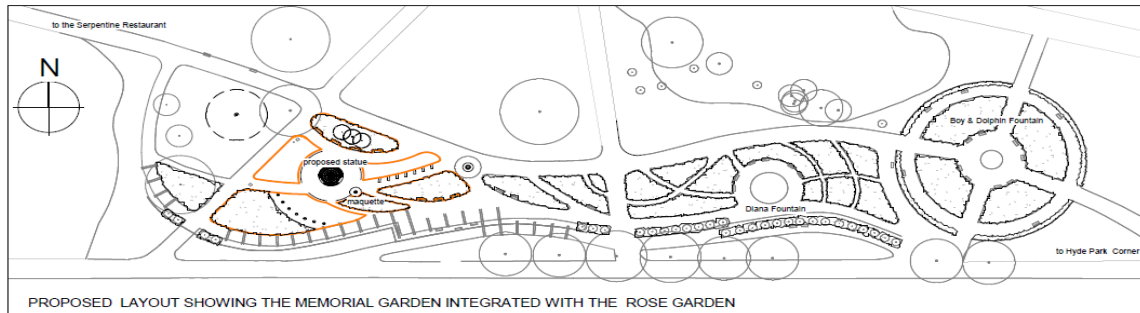 to the Serpentine Restaurant
N
Boy & Dolphin Fountain
proposed statue
maquette
Diana Fountain
to Hyde Park Corner
PROPOSED LAYOUT SHOWING THE MEMORIAL GARDEN INTEGRATED WITH THE ROSE GARDEN